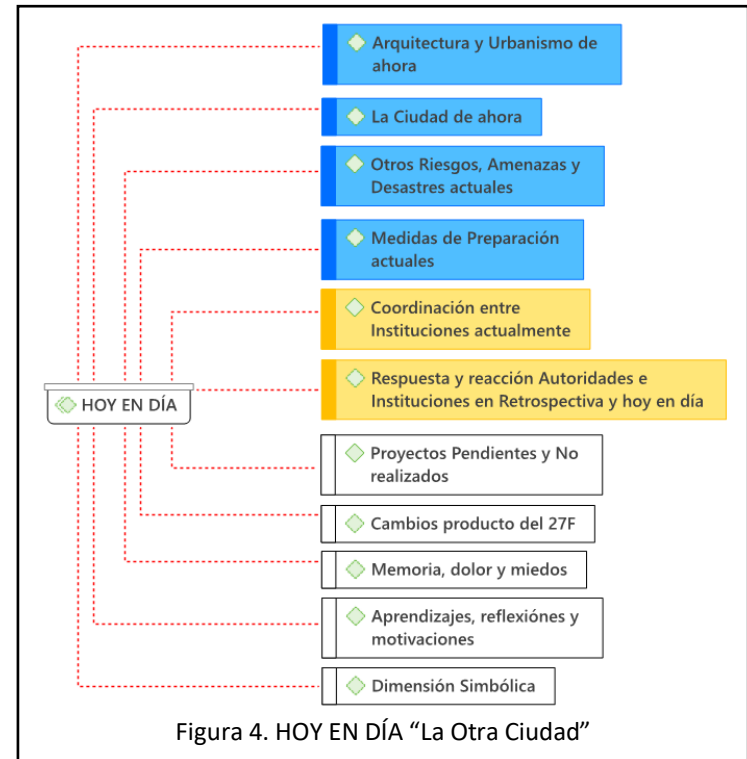 Arquitectura y Urbanismo de
ahora
La Ciudad de ahora
Otros Riesgos, Amenazas y
Desastres actuales
Medidas de Preparación
actuales
Coordinación entre
Instituciones actualmente
Respuesta y reacción Autoridades e
Instituciones en Retrospectiva y hoy en día
HOY EN DÍA
Proyectos Pendientes y No
realizados
Cambios producto del 27F
Memoria, dolor y miedos
Aprendizajes, reflexiónes y
motivaciones
Dimensión Simbólica
Figura 4. HOY EN DÍA “La Otra Ciudad”